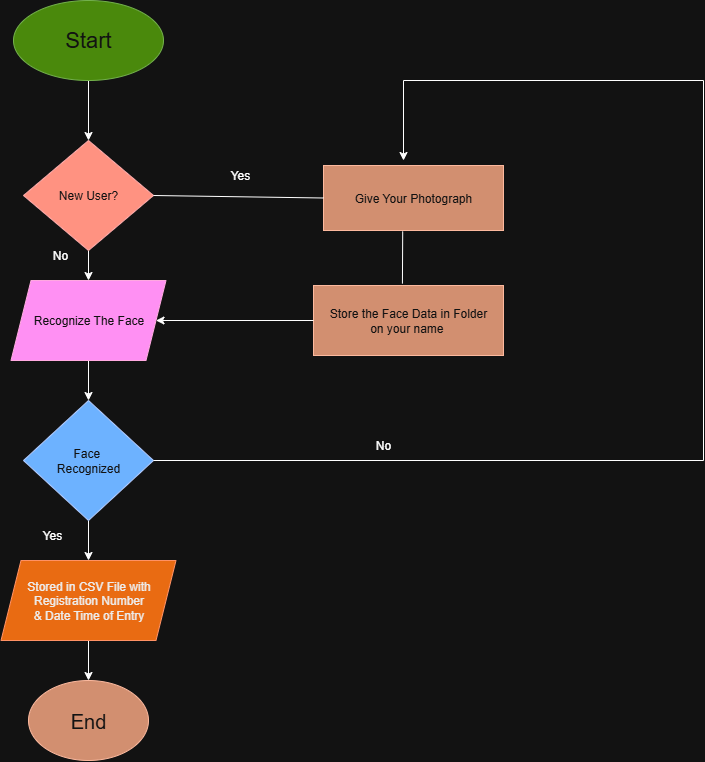 Start
Yes
New User?
Give Your Photograph
No
Recognize The Face
Store the Face Data in Folder
on your name
Face
Recognized
No
Yes
Stored in CSV File with
Registration Number
& Date Time of Entry
End